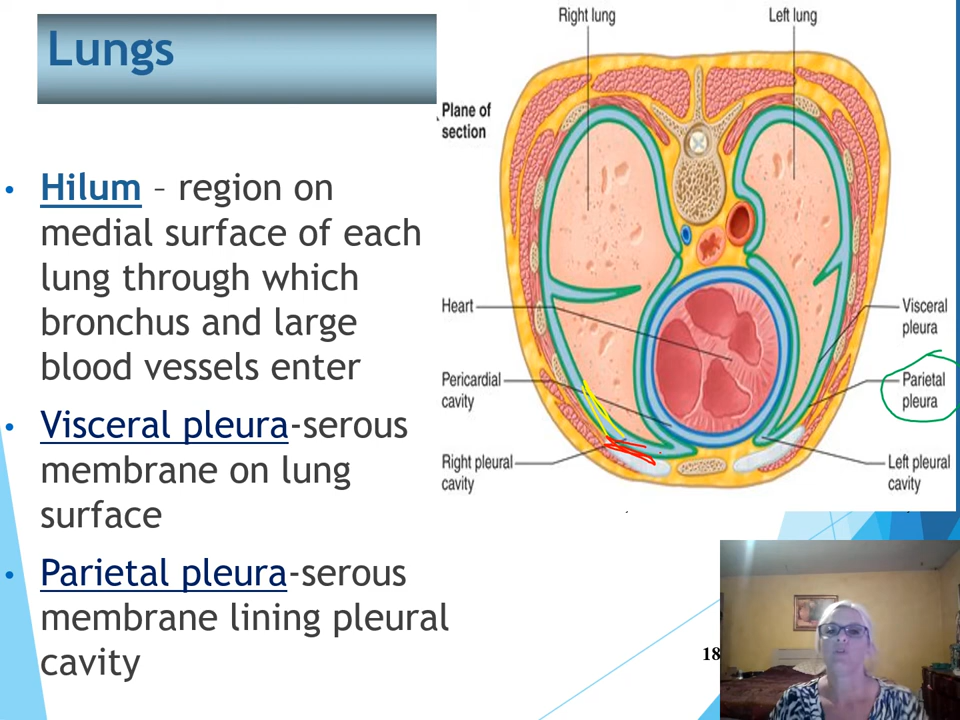 Lungs
Right lung
Left lung
Plane of
section
• Hilum – region on
medial surface of each
lung through which
bronchus and large
blood vessels enter
• Visceral pleura-serous
membrane on lung
surface
• Parietal pleura-serous
membrane lining pleural
cavity
Heart
Pericardial
cavity
Right pleural
cavity
Visceral
pleura
Parietal
pleura
Left pleural
cavity
18